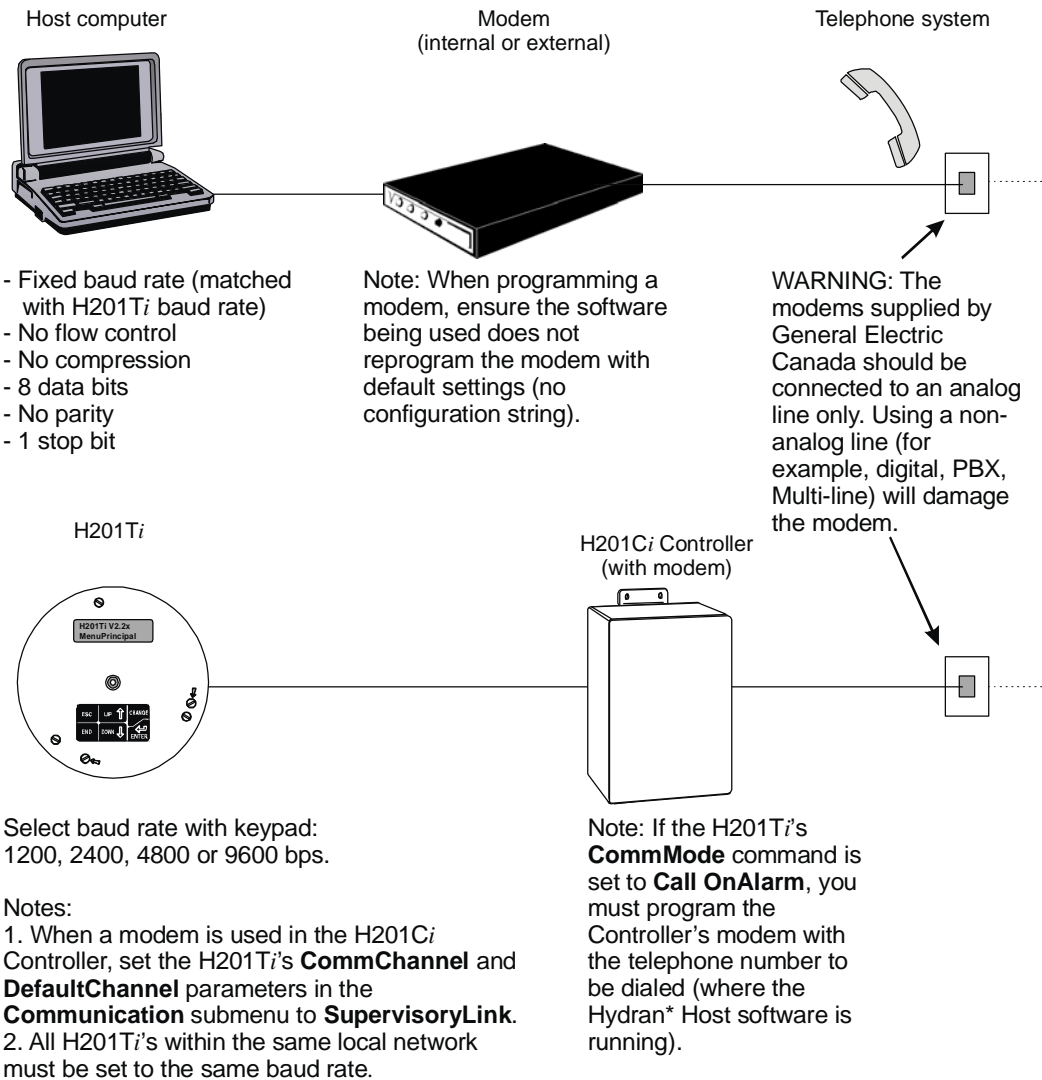 Host computer
Modem
(internal or external)
Telephone system
- Fixed baud rate (matched
with H201Ti baud rate)
- No flow control
- No compression
- 8 data bits
- No parity
- 1 stop bit
Note: When programming a
modem, ensure the software
being used does not
reprogram the modem with
default settings (no
configuration string).
WARNING: The
modems supplied by
General Electric
Canada should be
connected to an analog
line only. Using a non-
analog line (for
example, digital, PBX,
Multi-line) will damage
the modem.
H201Ti
H201Ti V2.2x
MenuPrincipal
ESC UP CHANGE
END DOWN ENTER
H201Ci Controller
(with modem)
Select baud rate with keypad:
1200, 2400, 4800 or 9600 bps.
Notes:
1. When a modem is used in the H201Ci
Controller, set the H201Ti's CommChannel and
DefaultChannel parameters in the
Communication submenu to SupervisoryLink.
2. All H201Ti's within the same local network
must be set to the same baud rate.
Note: If the H201Ti's
CommMode command is
set to Call OnAlarm, you
must program the
Controller's modem with
the telephone number to
be dialed (where the
Hydran* Host software is
running).